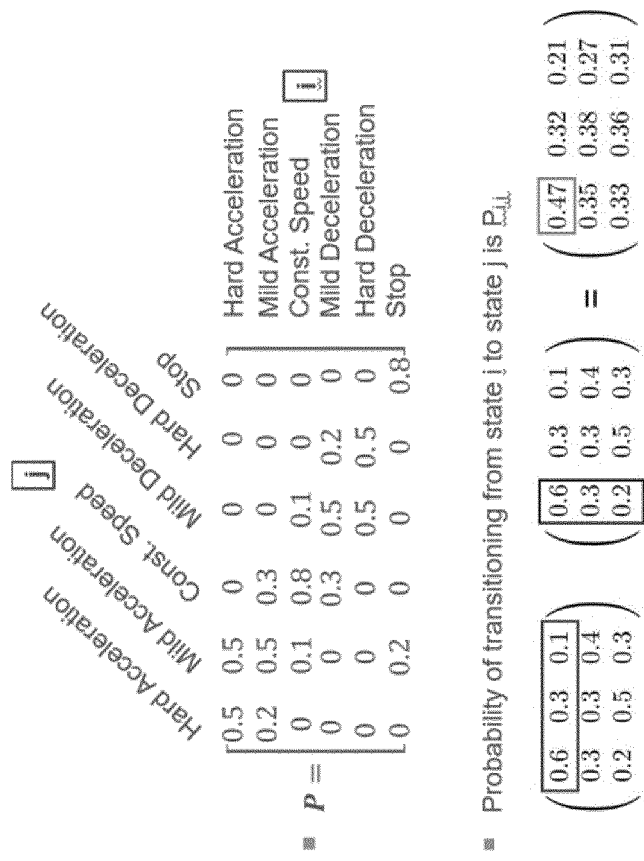 j
Hard Acceleration
Mild Acceleration
Const. Speed
Mild Deceleration
Hard Deceleration
Stop
P =
0.5 0.5 0 0 0 0 Hard Acceleration
0.2 0.5 0.3 0 0 0 Mild Acceleration
0 0.1 0.8 0.1 0 0 Const. Speed i
0 0 0.3 0.5 0.2 0 Mild Deceleration
0 0 0 0.5 0.5 0 Hard Deceleration
0 0.2 0 0 0 0.8 Stop
Probability of transitioning from state i to state j is Pij
0.6 0.3 0.1 0.6 0.3 0.1 0.47 0.32 0.21
0.3 0.3 0.4 0.3 0.3 0.4 = 0.35 0.38 0.27
0.2 0.5 0.3 0.2 0.5 0.3 0.33 0.36 0.31